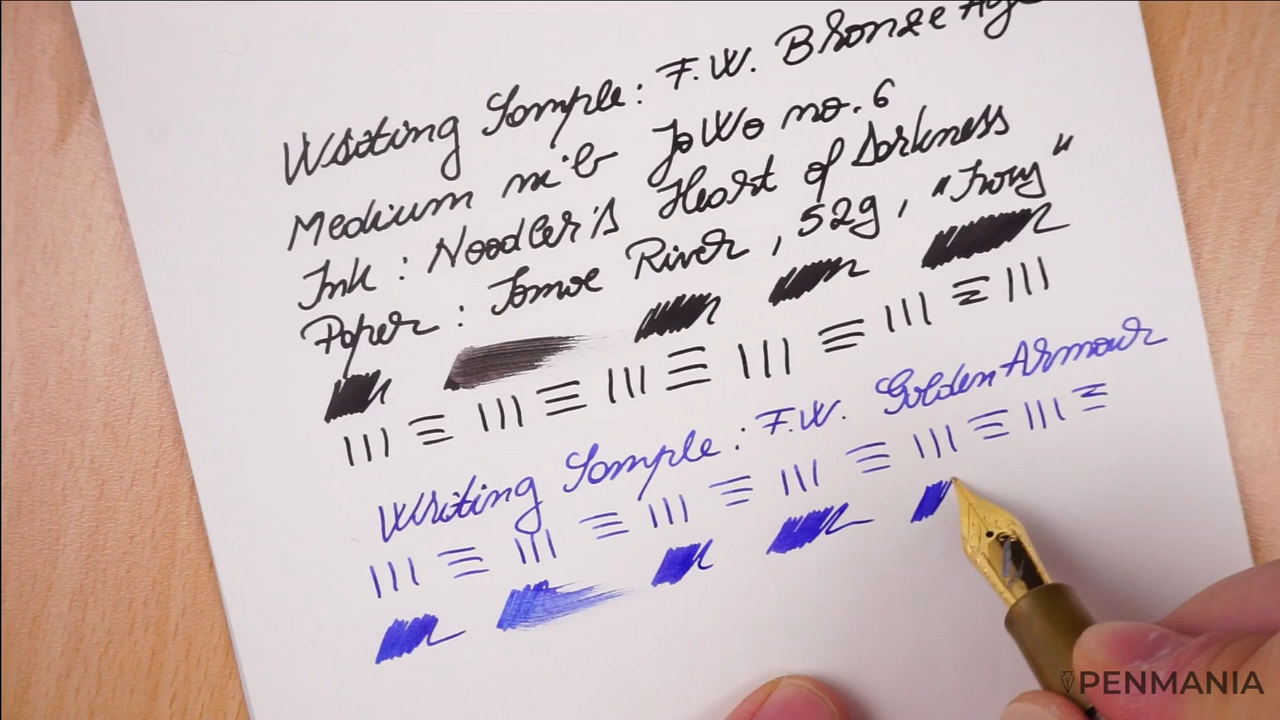 Writing Sample: F.W. Bronze Age
Medium nib JoWo no. 6
Ink: Noodler's Heart of Darkness
Paper: Tomoe River, 52g, "Ivory"
Writing Sample: F.W. Golden Armour
PENMANIA